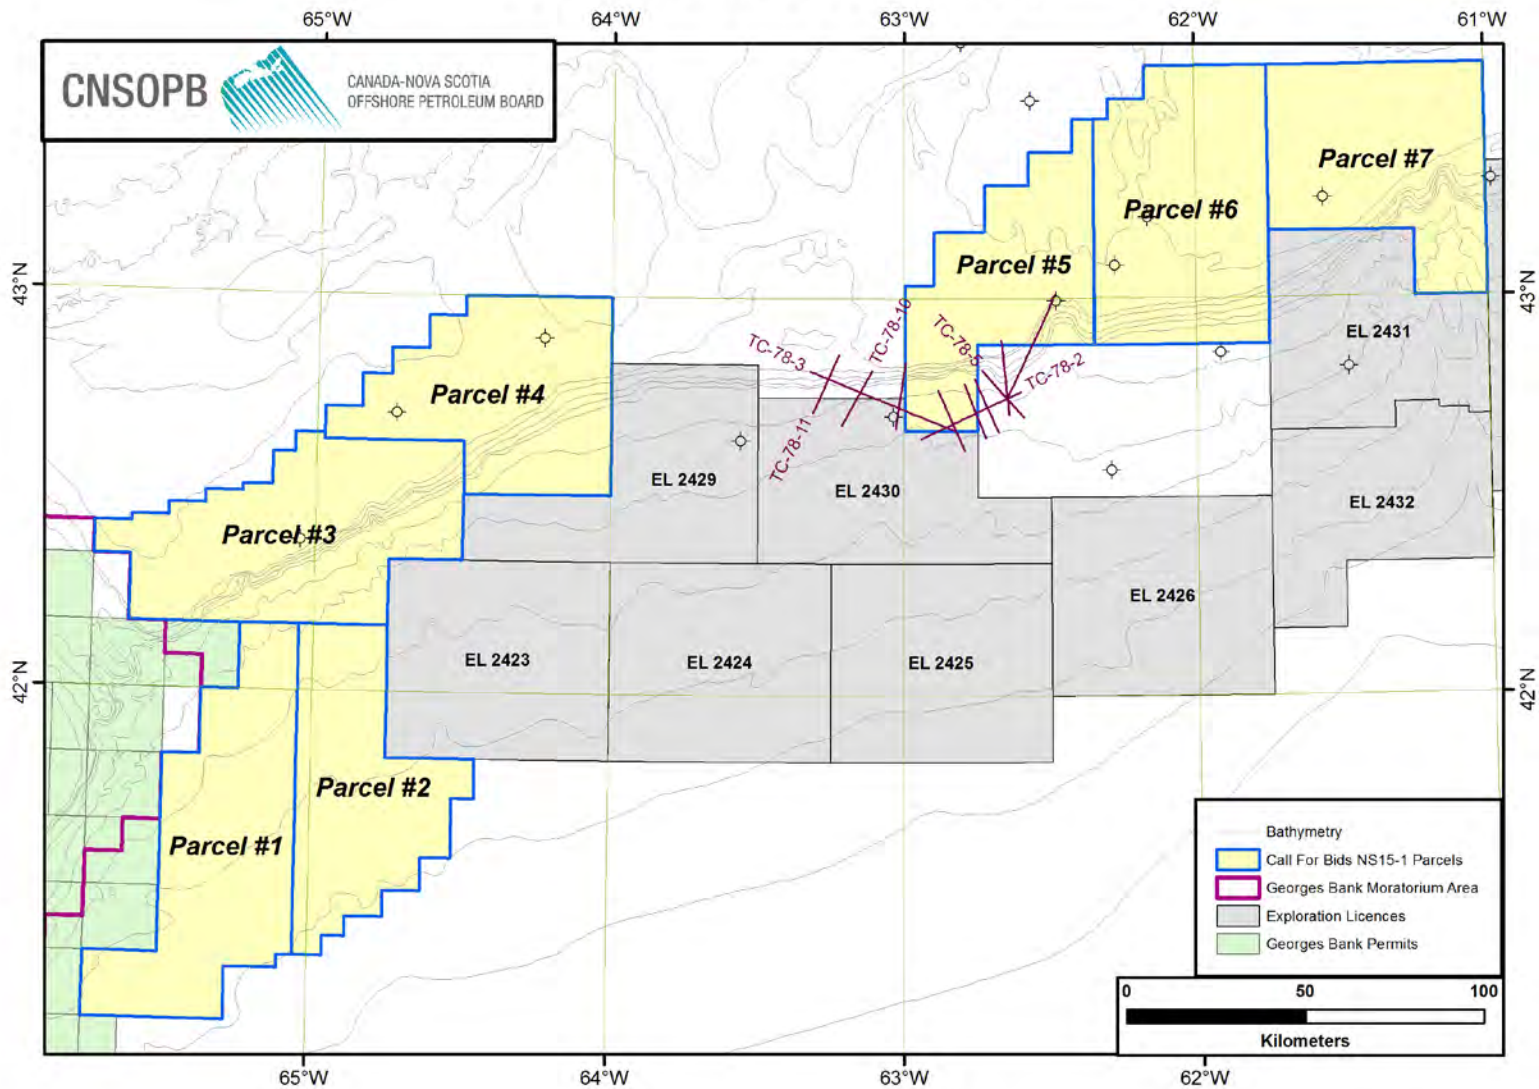 65°W
64°W
63°W
62°W
61°W
CNSOPB
CANADA-NOVA SCOTIA
OFFSHORE PETROLEUM BOARD
Parcel #7
Parcel #6
Parcel #5
43°N
43°N
TC-78-10
TC-78-3
TC-78-5
TC-78-2
EL 2431
Parcel #4
TC-78-11
EL 2429
EL 2430
EL 2432
Parcel #3
EL 2426
EL 2423
EL 2424
EL 2425
42°N
42°N
Parcel #2
Parcel #1
Bathymetry
Call For Bids NS15-1 Parcels
Georges Bank Moratorium Area
Exploration Licences
Georges Bank Permits
0
50
100
Kilometers
65°W
64°W
63°W
62°W